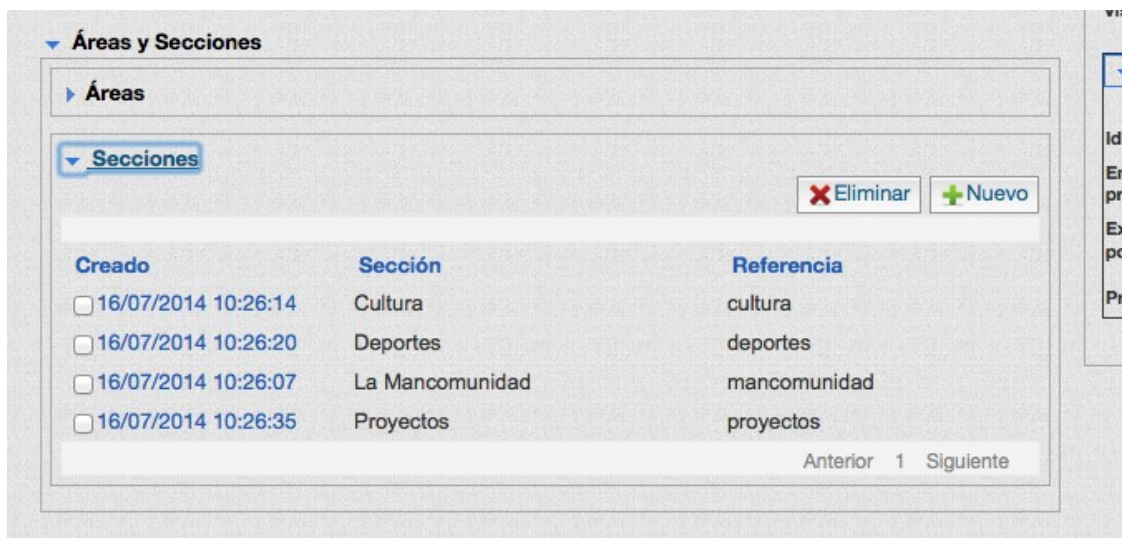 Áreas y Secciones
Áreas
Secciones
Eliminar Nuevo
Creado Sección Referencia
16/07/2014 10:26:14 Cultura cultura
16/07/2014 10:26:20 Deportes deportes
16/07/2014 10:26:07 La Mancomunidad mancomunidad
16/07/2014 10:26:35 Proyectos proyectos
Anterior 1 Siguiente